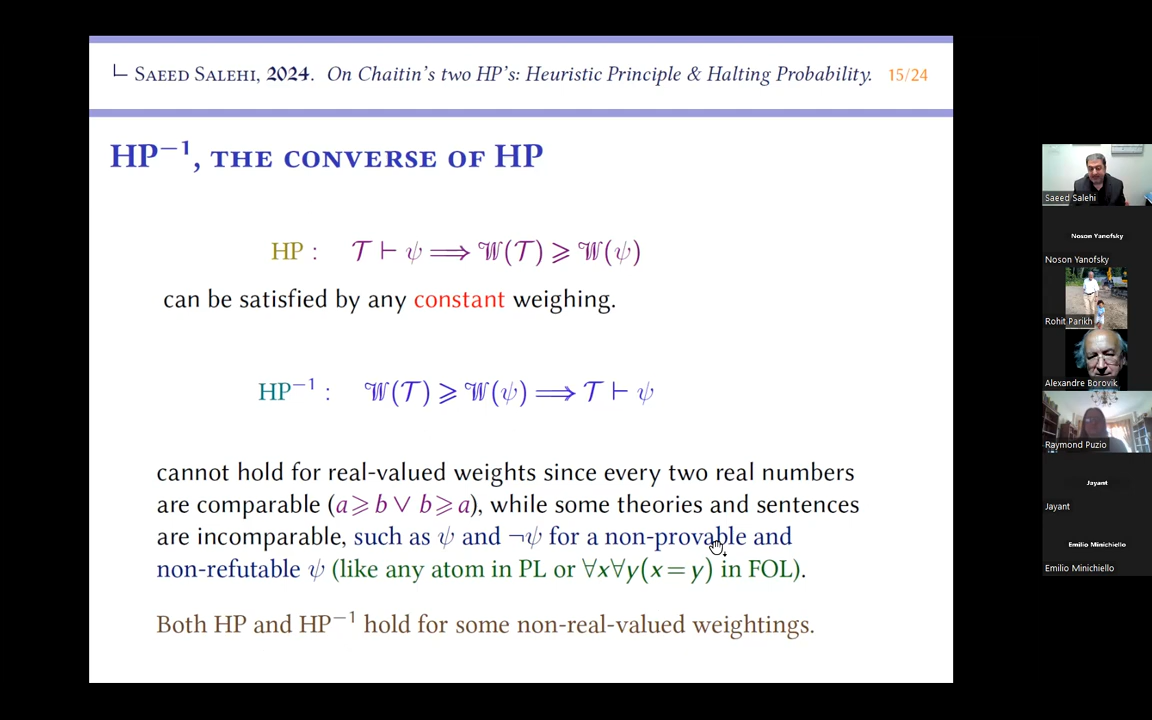 ∟ SAEED SALEHI, 2024. On Chaitin's two HP's: Heuristic Principle & Halting Probability. 15/24
HP⁻¹, THE CONVERSE OF HP
HP : 𝒯 ⊢ ψ ⟹ 𝒲(𝒯) ⩾ 𝒲(ψ)
can be satisfied by any constant weighing.
HP⁻¹ : 𝒲(𝒯) ⩾ 𝒲(ψ) ⟹ 𝒯 ⊢ ψ
cannot hold for real-valued weights since every two real numbers
are comparable (a ⩾ b ∨ b ⩾ a), while some theories and sentences
are incomparable, such as ψ and ¬ψ for a non-provable and
non-refutable ψ (like any atom in PL or ∀x∀y(x = y) in FOL).
Both HP and HP⁻¹ hold for some non-real-valued weightings.
Saeed Salehi
Noson Yanofsky
Noson Yanofsky
Rohit Parikh
Alexandre Borovik
Raymond Puzio
Jayant
Jayant
Emilio Minichiello
Emilio Minichiello